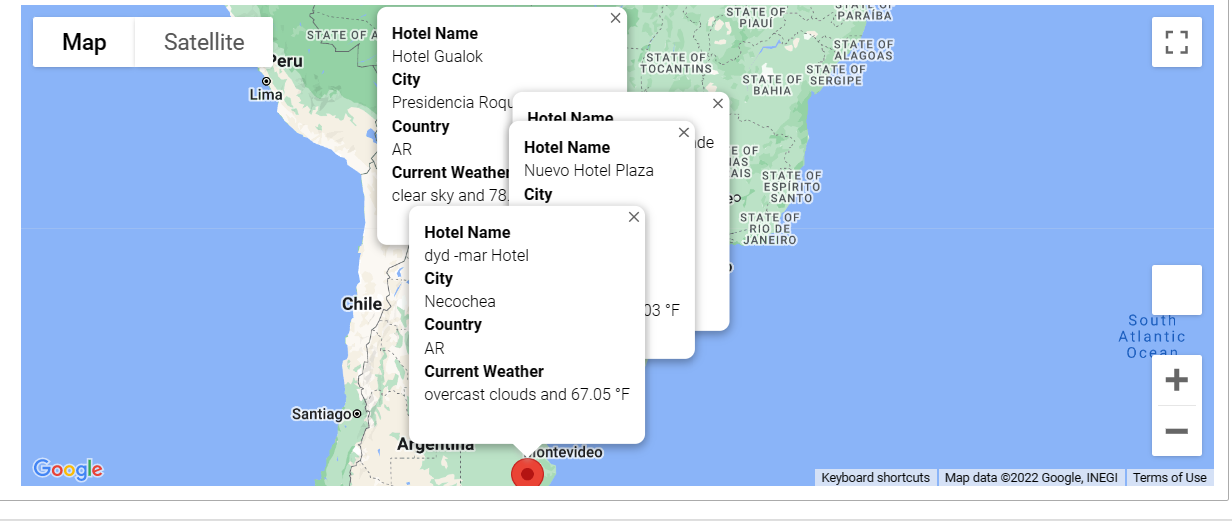 Map
Satellite
Hotel Name
Hotel Gualok
City
Presidencia Roqu
Country
AR
Current Weather
clear sky and 78.
Hotel Name
de
Hotel Name
Nuevo Hotel Plaza
City
03 °F
Hotel Name
dyd -mar Hotel
City
Necochea
Country
AR
Current Weather
overcast clouds and 67.05 °F
STATE OF A
Peru
Lima
STATE OF
PIAUÍ
PARAÍBA
STATE OF
ALAGOAS
STATE OF
TOCANTINS
STATE OF
BAHIA
STATE OF
SERGIPE
E OF
AIS
STATE OF
ESPÍRITO
SANTO
STATE OF
RIO DE
JANEIRO
Chile
South
Atlantic
Ocean
Santiago
Argentina
ontevideo
Google
Keyboard shortcuts
Map data ©2022 Google, INEGI
Terms of Use